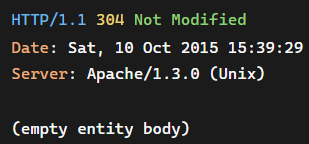 HTTP/1.1 304 Not Modified
Date: Sat, 10 Oct 2015 15:39:29
Server: Apache/1.3.0 (Unix)
(empty entity body)